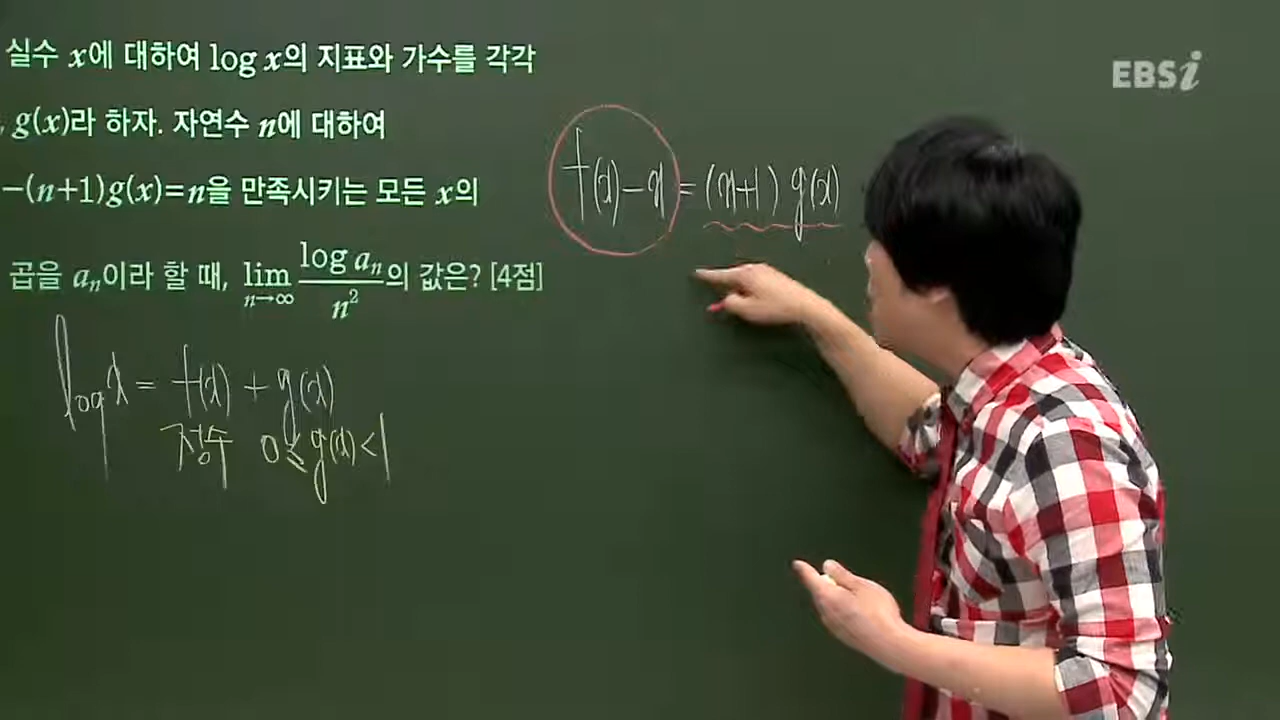 실수 x에 대하여 log x의 지표와 가수를 각각
, g(x)라 하자. 자연수 n에 대하여
-(n+1)g(x)=n을 만족시키는 모든 x의
곱을 aₙ이라 할 때, lim n→∞ log aₙ / n²의 값은? [4점]
log x = f(x) + g(x)
정수 0≤g(x)<1
f(x)-n = (n+1) g(x)
EBSi